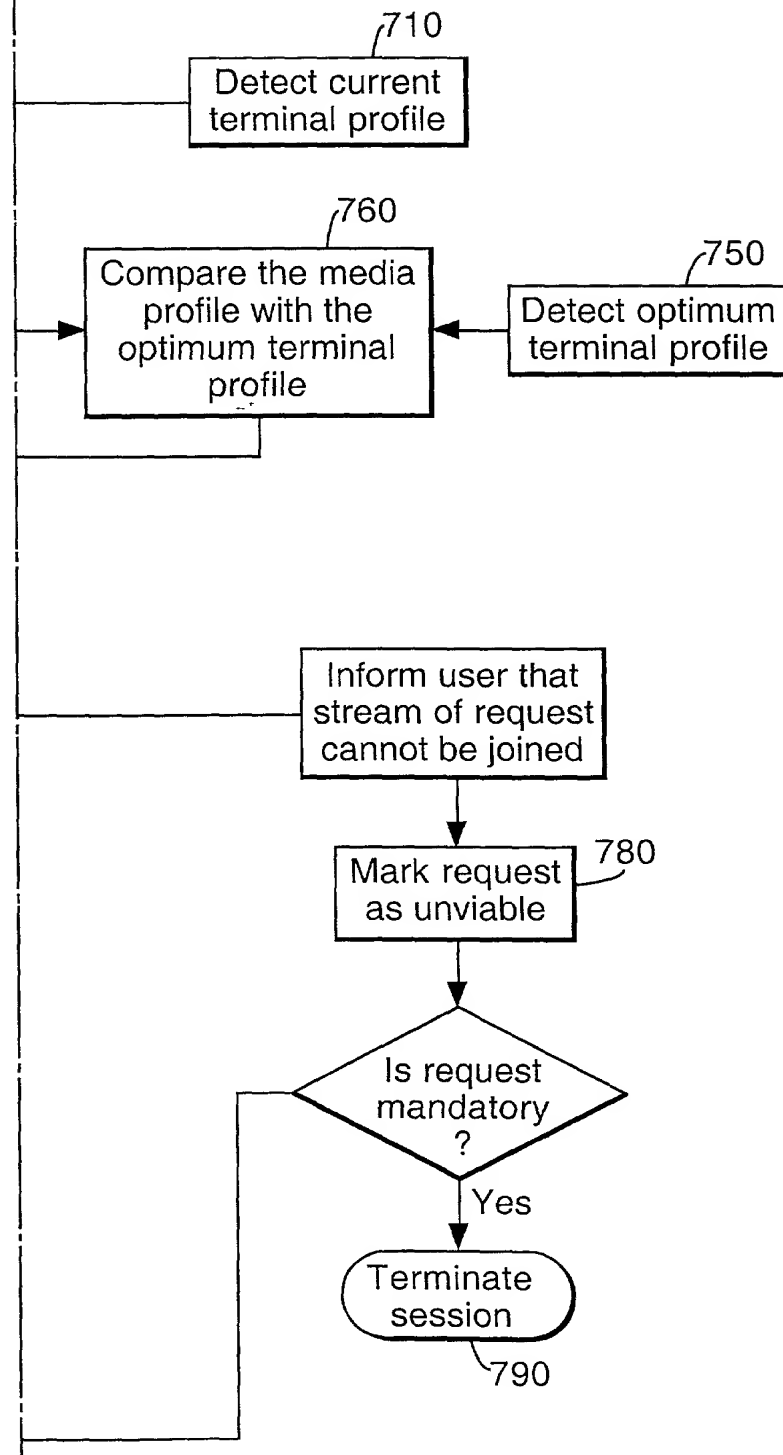 710
Detect current
terminal profile
760
Compare the media
profile with the
optimum terminal
profile
750
Detect optimum
terminal profile
Inform user that
stream of request
cannot be joined
780
Mark request
as unviable
Is request
mandatory
?
Yes
Terminate
session
790